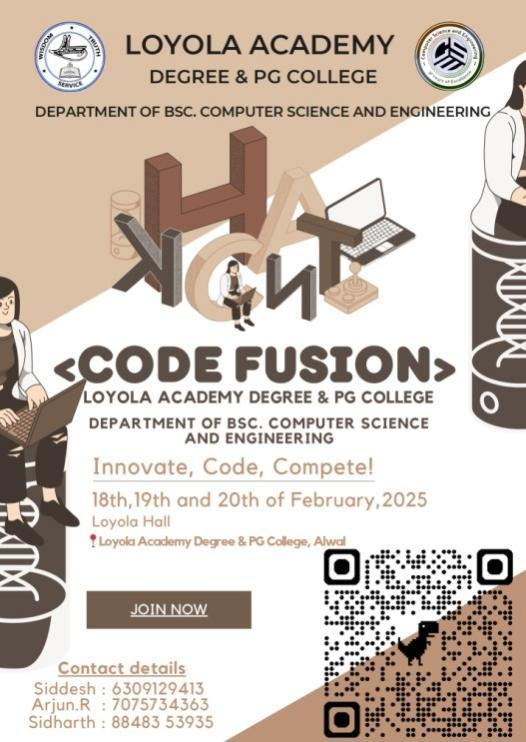 LOYOLA ACADEMY
DEGREE & PG COLLEGE
WISDOM TRUTH SERVICE
Computer Science and Engineering
DEPARTMENT OF BSC. COMPUTER SCIENCE AND ENGINEERING
HA
KCNT
<CODE FUSION>
LOYOLA ACADEMY DEGREE & PG COLLEGE
DEPARTMENT OF BSC. COMPUTER SCIENCE
AND ENGINEERING
Innovate, Code, Compete!
18th,19th and 20th of February,2025
Loyola Hall
Loyola Academy Degree & PG College, Alwal
JOIN NOW
Contact details
Siddesh : 6309129413
Arjun.R : 7075734363
Sidharth : 88483 53935